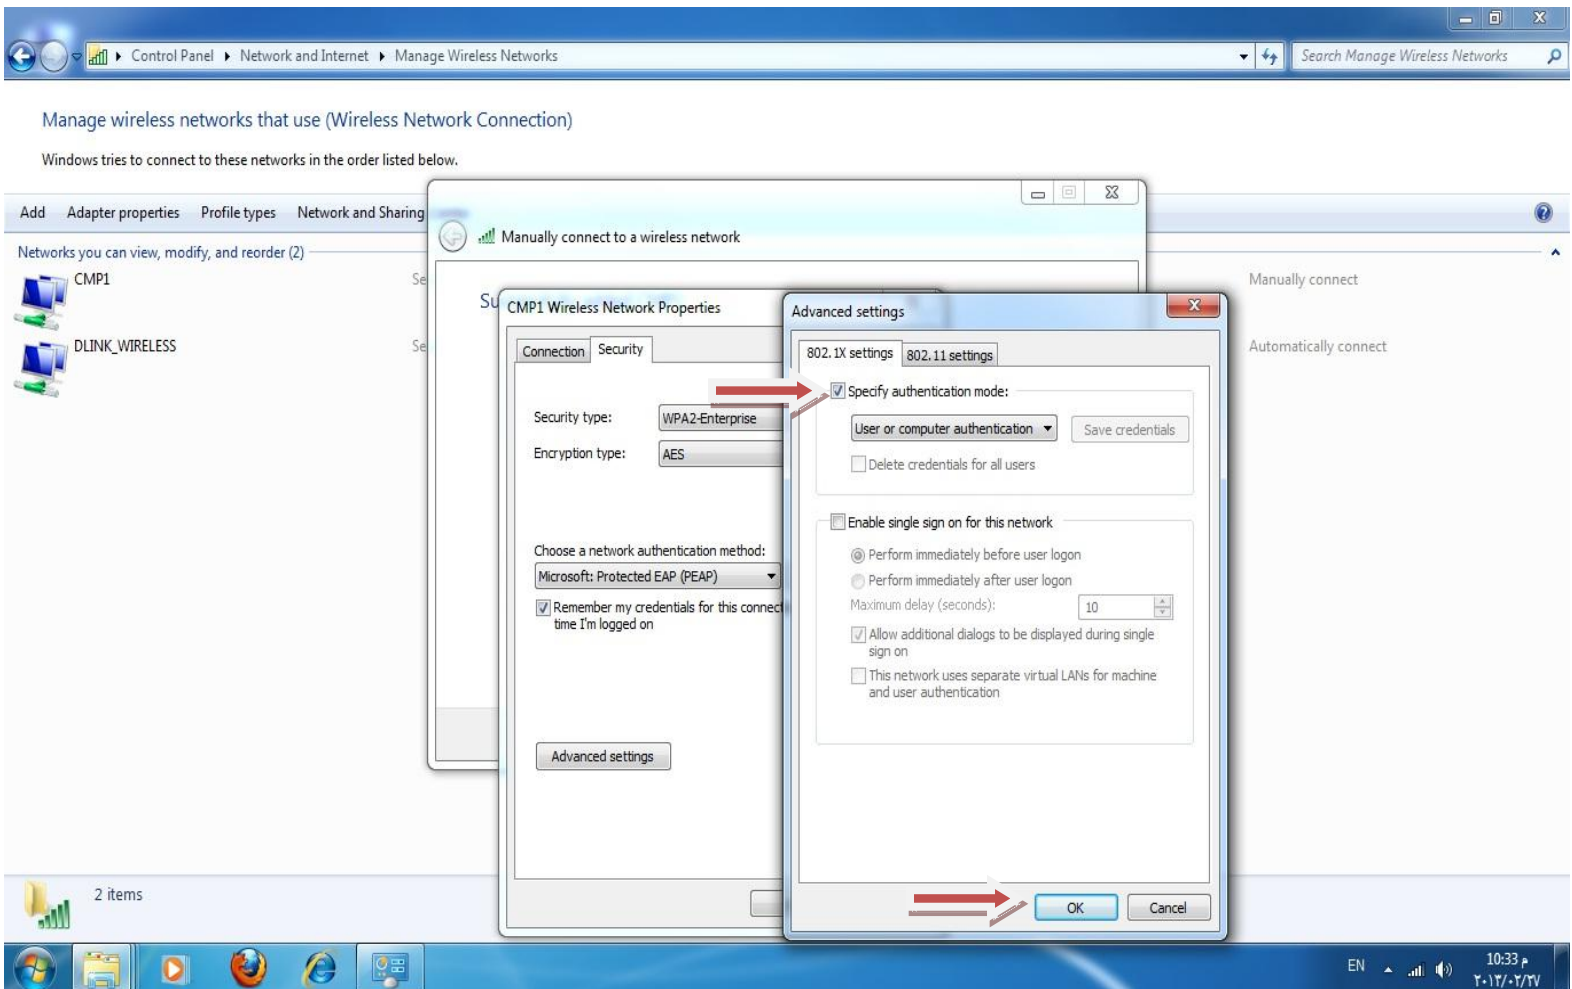 Control Panel Network and Internet Manage Wireless Networks
Search Manage Wireless Networks
Manage wireless networks that use (Wireless Network Connection)
Windows tries to connect to these networks in the order listed below.
Add Adapter properties Profile types Network and Sharing
Networks you can view, modify, and reorder (2)
CMP1
Se
Manually connect
DLINK_WIRELESS
Se
Automatically connect
2 items
Manually connect to a wireless network
Su
CMP1 Wireless Network Properties
Connection Security
Security type: WPA2-Enterprise
Encryption type: AES
Choose a network authentication method:
Microsoft: Protected EAP (PEAP)
Remember my credentials for this connect
time I'm logged on
Advanced settings
Advanced settings
802.1X settings 802.11 settings
Specify authentication mode:
User or computer authentication Save credentials
Delete credentials for all users
Enable single sign on for this network
Perform immediately before user logon
Perform immediately after user logon
Maximum delay (seconds): 10
Allow additional dialogs to be displayed during single
sign on
This network uses separate virtual LANs for machine
and user authentication
OK Cancel
EN
10:33 م
٢٠١٣/٠٢/٢٧